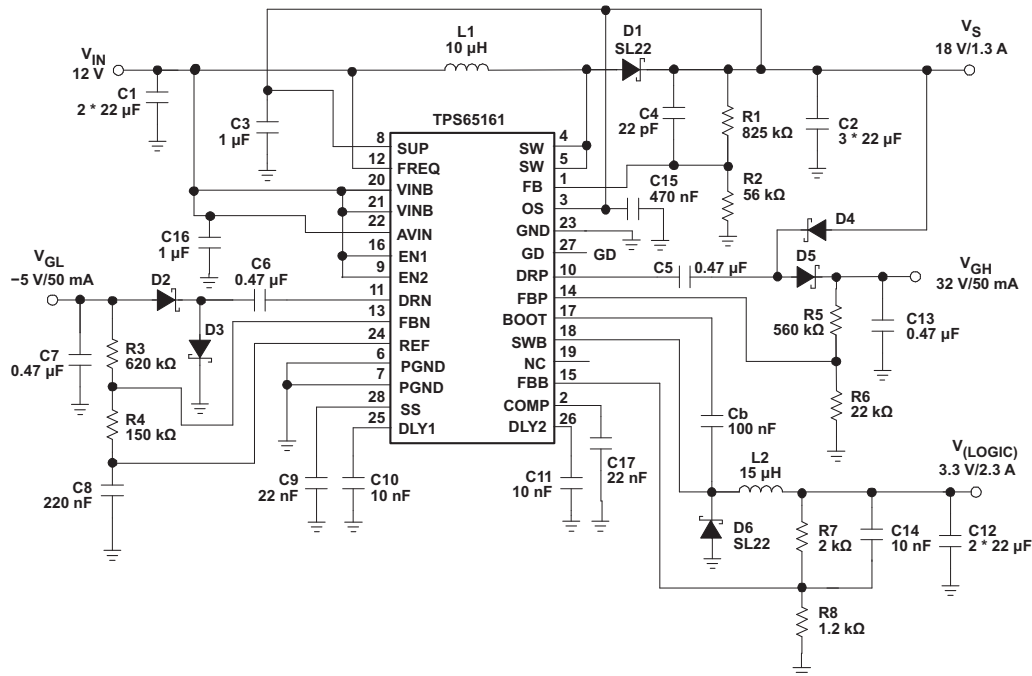 L1
10 µH
D1
SL22
V_S
18 V/1.3 A
V_IN
12 V
C1
2 * 22 µF
C3
1 µF
C4
22 pF
R1
825 kΩ
C2
3 * 22 µF
TPS65161
8 SUP
12 FREQ
20 VINB
21 VINB
22 AVIN
16 EN1
9 EN2
11 DRN
13 FBN
24 REF
6 PGND
7 PGND
28 SS
25 DLY1
SW 4
SW 5
FB 1
OS 3
GND 23
GD 27 GD
DRP 10
FBP 14
BOOT 17
SWB 18
NC 19
FBB 15
COMP 2
DLY2 26
C15
470 nF
R2
56 kΩ
D4
C16
1 µF
V_GL
−5 V/50 mA
D2
C6
0.47 µF
D3
C5 0.47 µF
D5
V_GH
32 V/50 mA
R5
560 kΩ
C13
0.47 µF
C7
0.47 µF
R3
620 kΩ
R4
150 kΩ
R6
22 kΩ
Cb
100 nF
C8
220 nF
C9
22 nF
C10
10 nF
C11
10 nF
C17
22 nF
L2
15 µH
V_(LOGIC)
3.3 V/2.3 A
D6
SL22
R7
2 kΩ
C14
10 nF
C12
2 * 22 µF
R8
1.2 kΩ